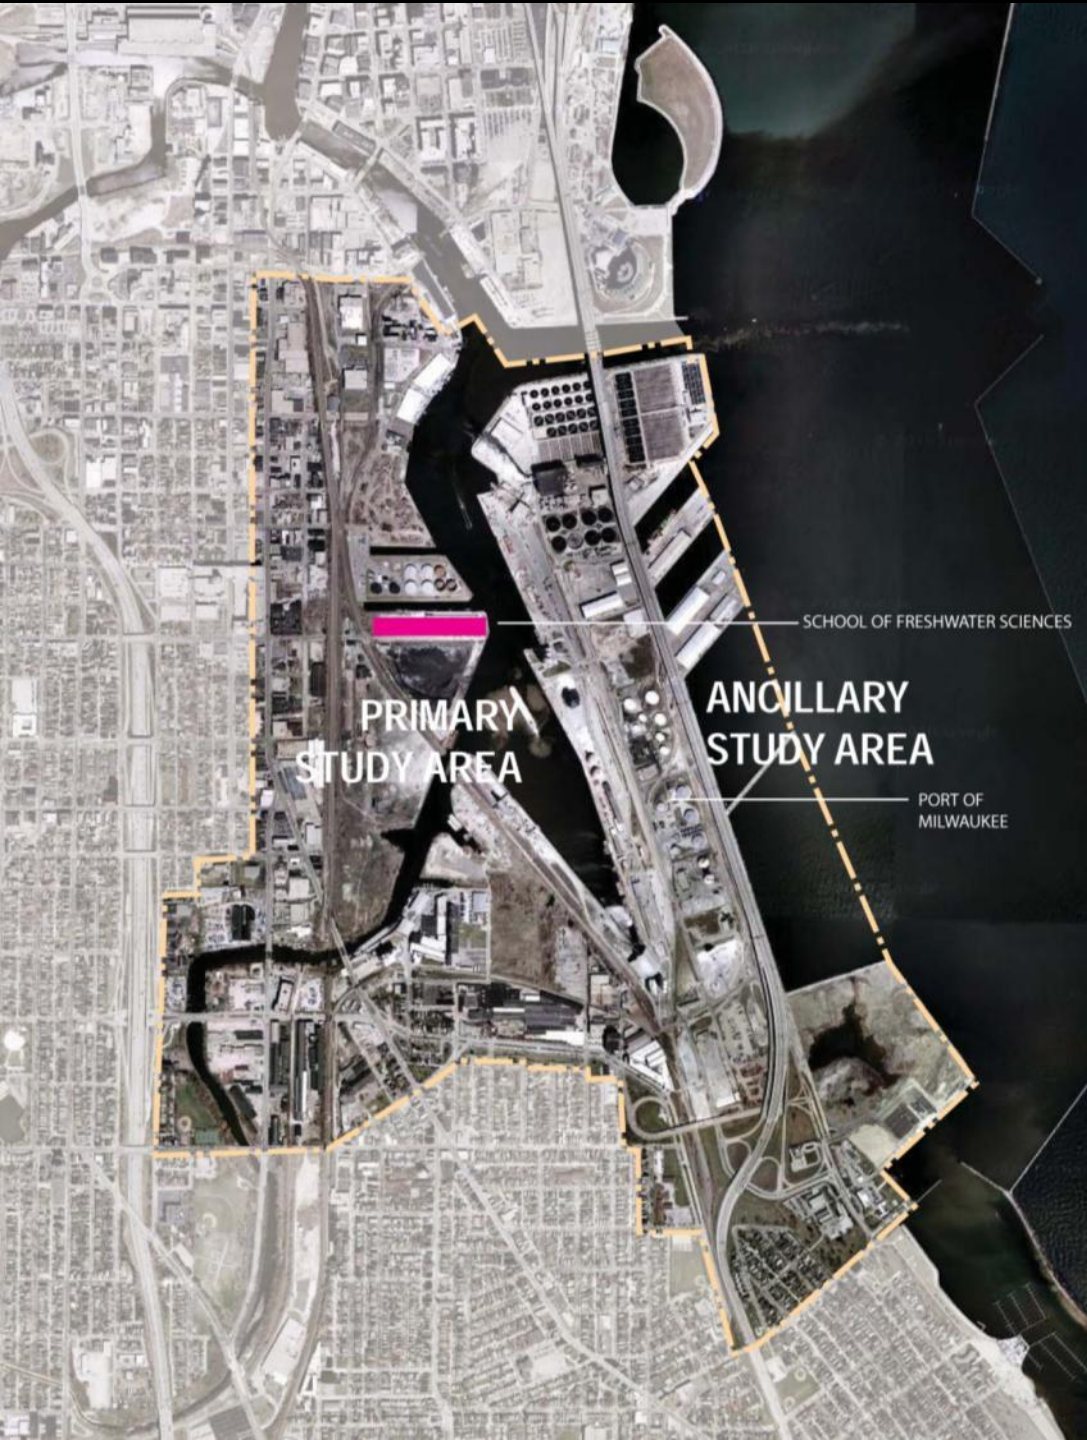 SCHOOL OF FRESHWATER SCIENCES
PRIMARY
STUDY AREA
ANCILLARY
STUDY AREA
PORT OF
MILWAUKEE